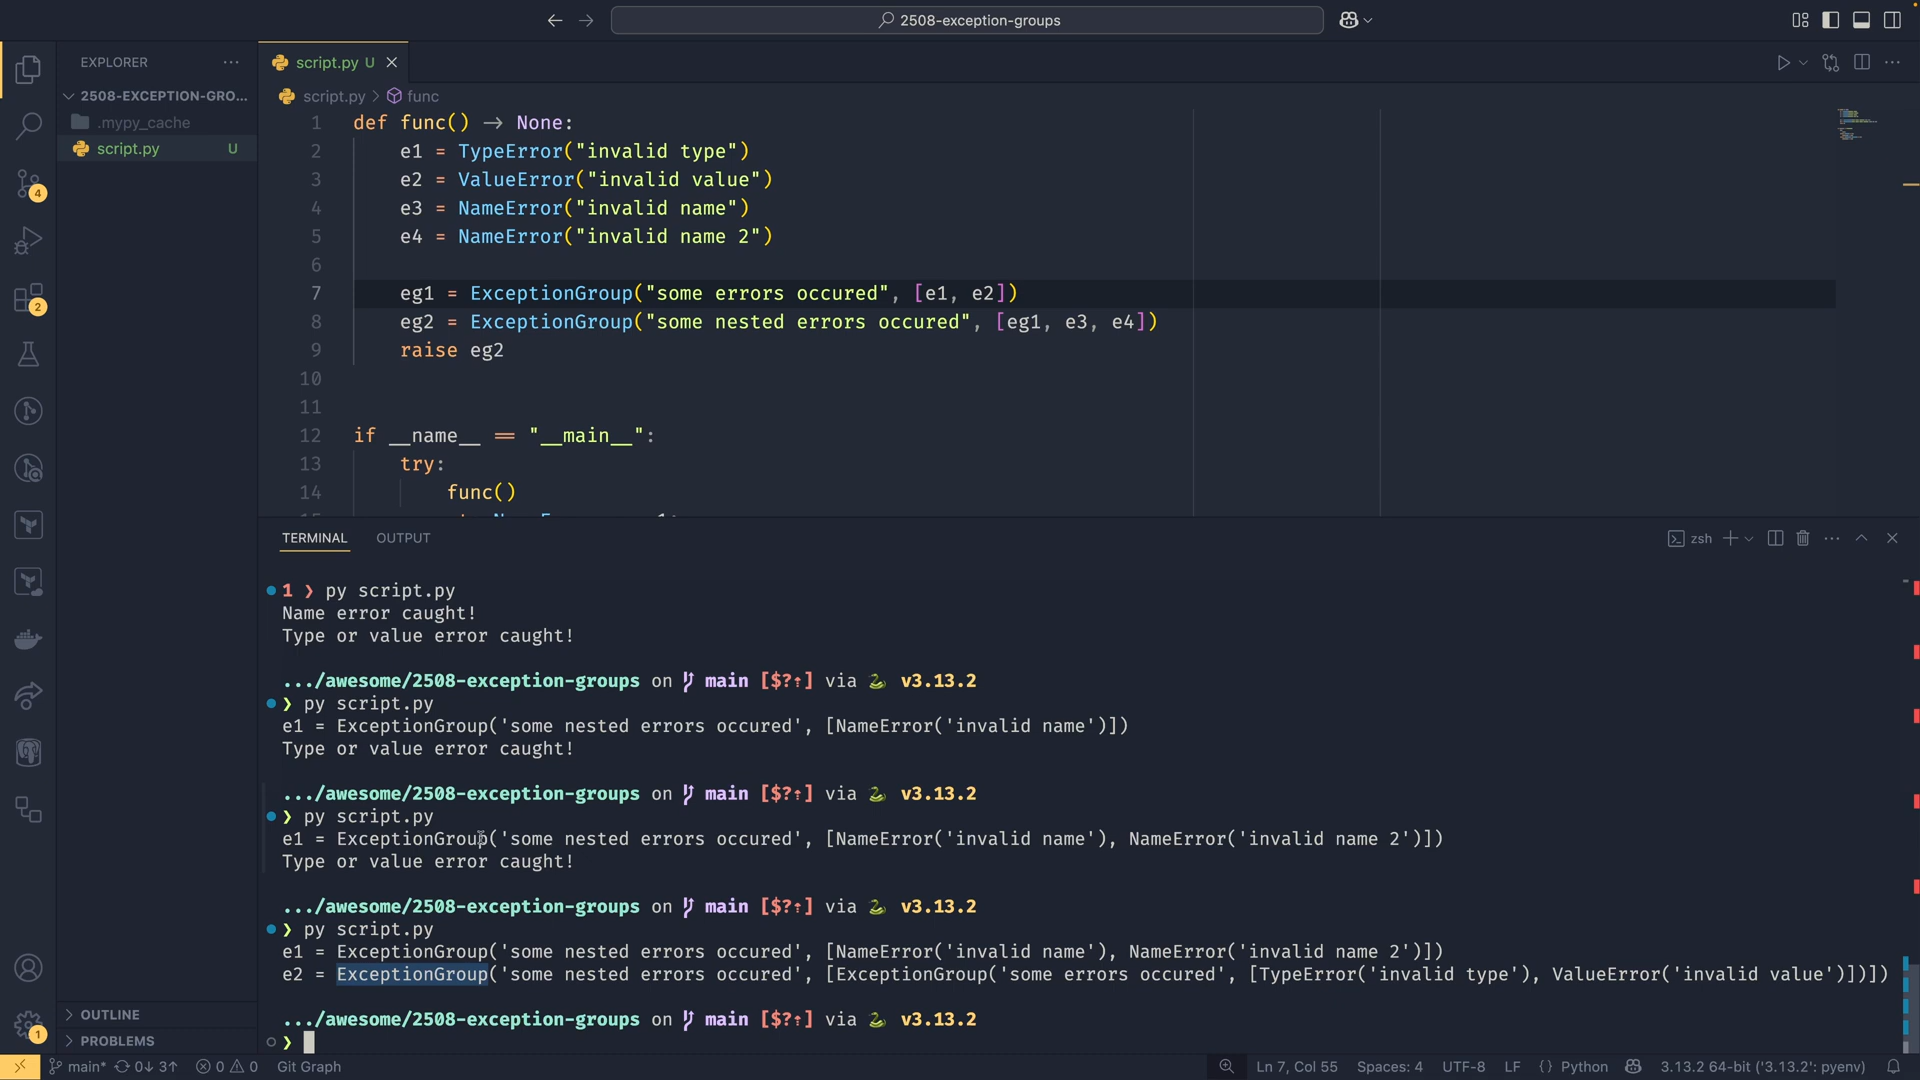 2508-exception-groups
EXPLORER
script.py U
2508-EXCEPTION-GRO...
.mypy_cache
script.py U
script.py > func
1 def func() → None:
2 e1 = TypeError("invalid type")
3 e2 = ValueError("invalid value")
4 e3 = NameError("invalid name")
5 e4 = NameError("invalid name 2")
6
7 eg1 = ExceptionGroup("some errors occured", [e1, e2])
8 eg2 = ExceptionGroup("some nested errors occured", [eg1, e3, e4])
9 raise eg2
10
11
12 if __name__ == "__main__":
13 try:
14 func()
TERMINAL OUTPUT
zsh
1 ❯ py script.py
Name error caught!
Type or value error caught!
.../awesome/2508-exception-groups on main [$?⇡] via v3.13.2
❯ py script.py
e1 = ExceptionGroup('some nested errors occured', [NameError('invalid name')])
Type or value error caught!
.../awesome/2508-exception-groups on main [$?⇡] via v3.13.2
❯ py script.py
e1 = ExceptionGroup('some nested errors occured', [NameError('invalid name'), NameError('invalid name 2')])
Type or value error caught!
.../awesome/2508-exception-groups on main [$?⇡] via v3.13.2
❯ py script.py
e1 = ExceptionGroup('some nested errors occured', [NameError('invalid name'), NameError('invalid name 2')])
e2 = ExceptionGroup('some nested errors occured', [ExceptionGroup('some errors occured', [TypeError('invalid type'), ValueError('invalid value')])])
.../awesome/2508-exception-groups on main [$?⇡] via v3.13.2
❯
4
2
1
OUTLINE
PROBLEMS
main* 0↓ 3↑ 0 0 Git Graph
Ln 7, Col 55 Spaces: 4 UTF-8 LF {} Python 3.13.2 64-bit ('3.13.2': pyenv)